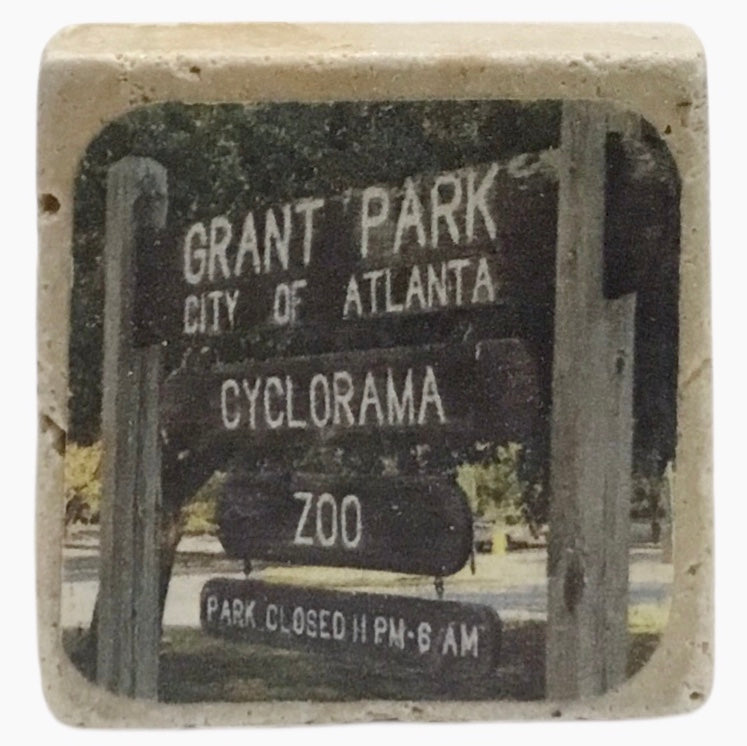 GRANT PARK
CITY OF ATLANTA
CYCLORAMA
ZOO
PARK CLOSED 11 PM-6 AM